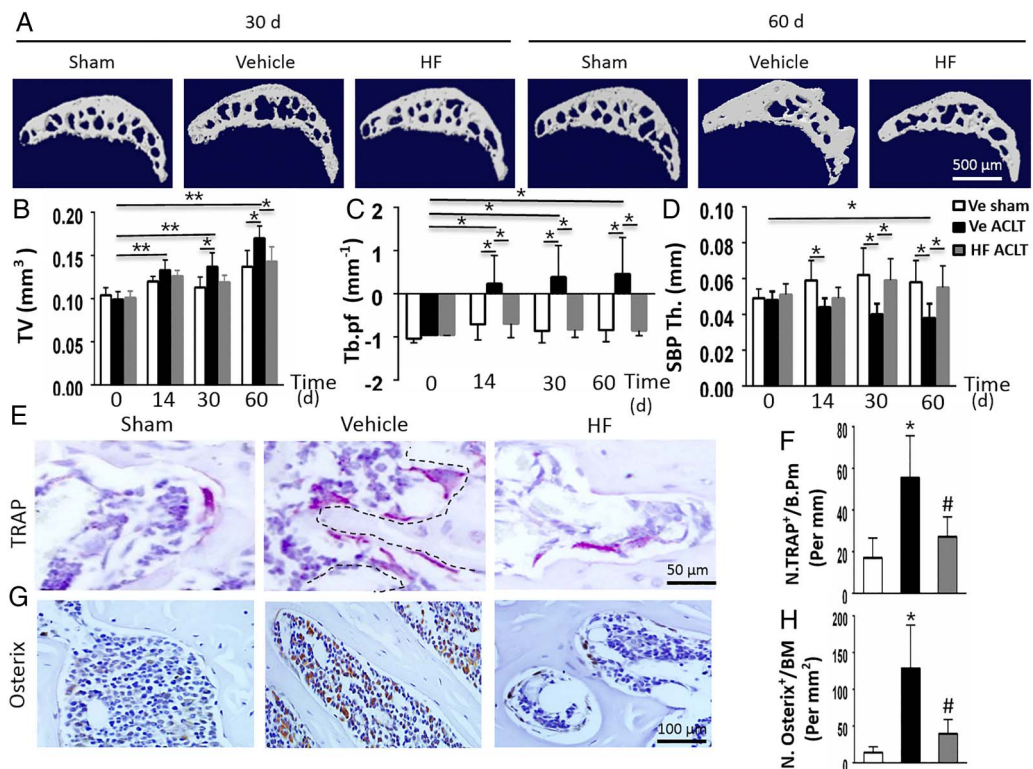 A
30 d
60 d
Sham
Vehicle
HF
Sham
Vehicle
HF
500 µm
B
TV (mm³)
0.20
0.15
0.10
0.05
0.00
** ** ** * * *
0 14 30 60
Time
(d)
C
Tb.pf (mm⁻¹)
2
1
0
-1
-2
* * * * * * * * *
0 14 30 60
Time
(d)
D
SBP Th. (mm)
0.10
0.08
0.06
0.04
0.02
0.00
* * * * * *
0 14 30 60
Time
(d)
Ve sham
Ve ACLT
HF ACLT
E
Sham
Vehicle
HF
TRAP
50 µm
F
N.TRAP⁺/B.Pm
(Per mm)
80
60
40
20
0
*
#
G
Osterix
100 µm
H
N. Osterix⁺/BM
(Per mm²)
200
150
100
50
0
*
#